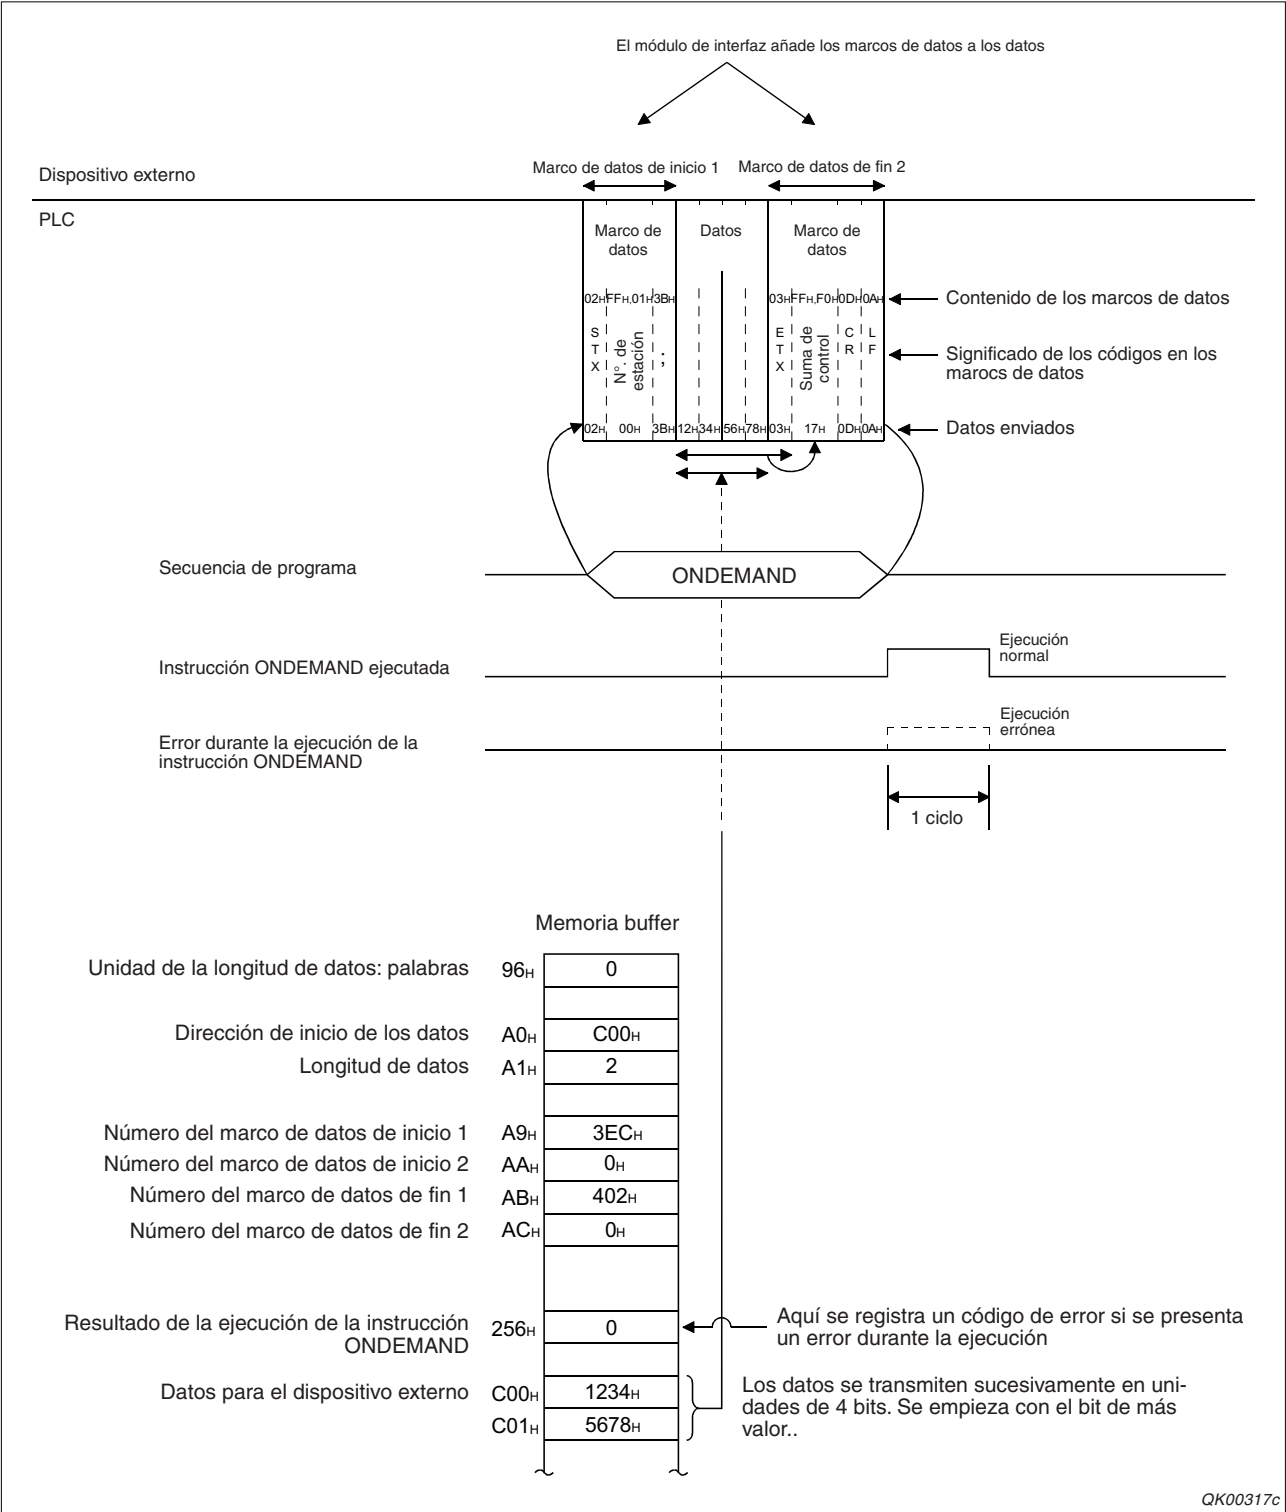 El módulo de interfaz añade los marcos de datos a los datos
Marco de datos de inicio 1 Marco de datos de fin 2
Dispositivo externo
PLC
Marco de datos Datos Marco de datos
02H FFH,01H 3BH 03H FFH,F0H 0DH 0AH Contenido de los marcos de datos
STX N°. de estación ; ETX Suma de control CR LF
Significado de los códigos en los
marocs de datos
02H 00H 3BH 12H 34H 56H 78H 03H 17H 0DH 0AH Datos enviados
Secuencia de programa
ONDEMAND
Instrucción ONDEMAND ejecutada
Ejecución
normal
Error durante la ejecución de la
instrucción ONDEMAND
Ejecución
errónea
1 ciclo
Memoria buffer
Unidad de la longitud de datos: palabras 96H 0
Dirección de inicio de los datos A0H C00H
Longitud de datos A1H 2
Número del marco de datos de inicio 1 A9H 3ECH
Número del marco de datos de inicio 2 AAH 0H
Número del marco de datos de fin 1 ABH 402H
Número del marco de datos de fin 2 ACH 0H
Resultado de la ejecución de la instrucción
ONDEMAND
256H 0
Aquí se registra un código de error si se presenta
un error durante la ejecución
Datos para el dispositivo externo C00H 1234H
C01H 5678H
Los datos se transmiten sucesivamente en uni-
dades de 4 bits. Se empieza con el bit de más
valor..
QK00317c